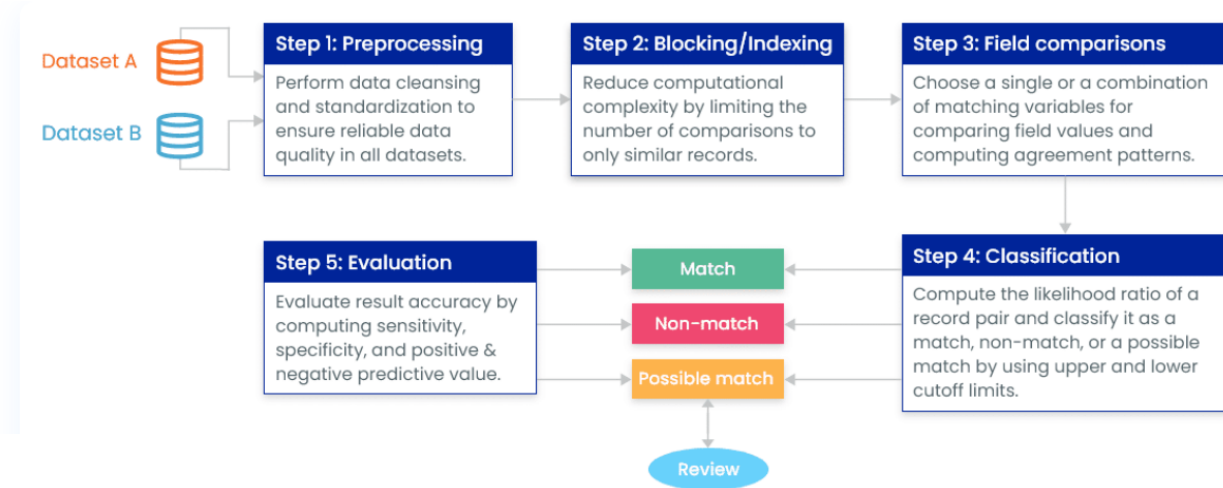 Dataset A
Dataset B
Step 1: Preprocessing
Perform data cleansing
and standardization to
ensure reliable data
quality in all datasets.
Step 2: Blocking/Indexing
Reduce computational
complexity by limiting the
number of comparisons to
only similar records.
Step 3: Field comparisons
Choose a single or a combination
of matching variables for
comparing field values and
computing agreement patterns.
Step 4: Classification
Compute the likelihood ratio of a
record pair and classify it as a
match, non-match, or a possible
match by using upper and lower
cutoff limits.
Match
Non-match
Possible match
Review
Step 5: Evaluation
Evaluate result accuracy by
computing sensitivity,
specificity, and positive &
negative predictive value.